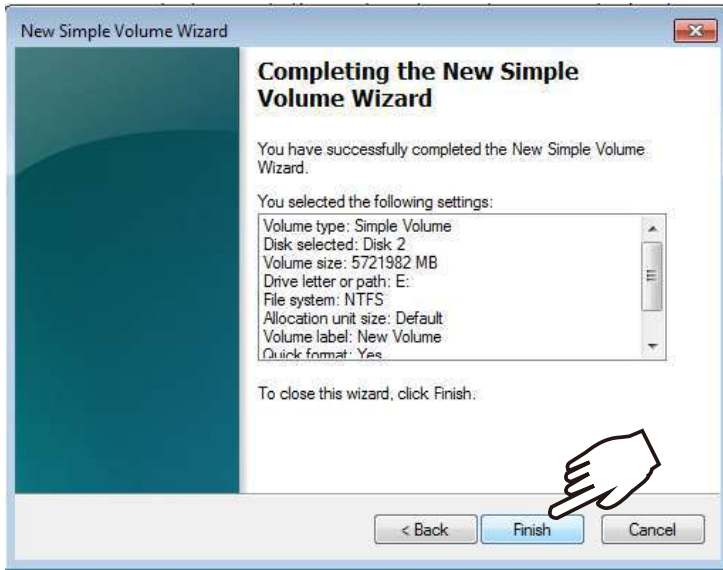 New Simple Volume Wizard
Completing the New Simple
Volume Wizard
You have successfully completed the New Simple Volume
Wizard.
You selected the following settings:
Volume type: Simple Volume
Disk selected: Disk 2
Volume size: 5721982 MB
Drive letter or path: E:
File system: NTFS
Allocation unit size: Default
Volume label: New Volume
Quick format: Yes
To close this wizard, click Finish.
< Back
Finish
Cancel